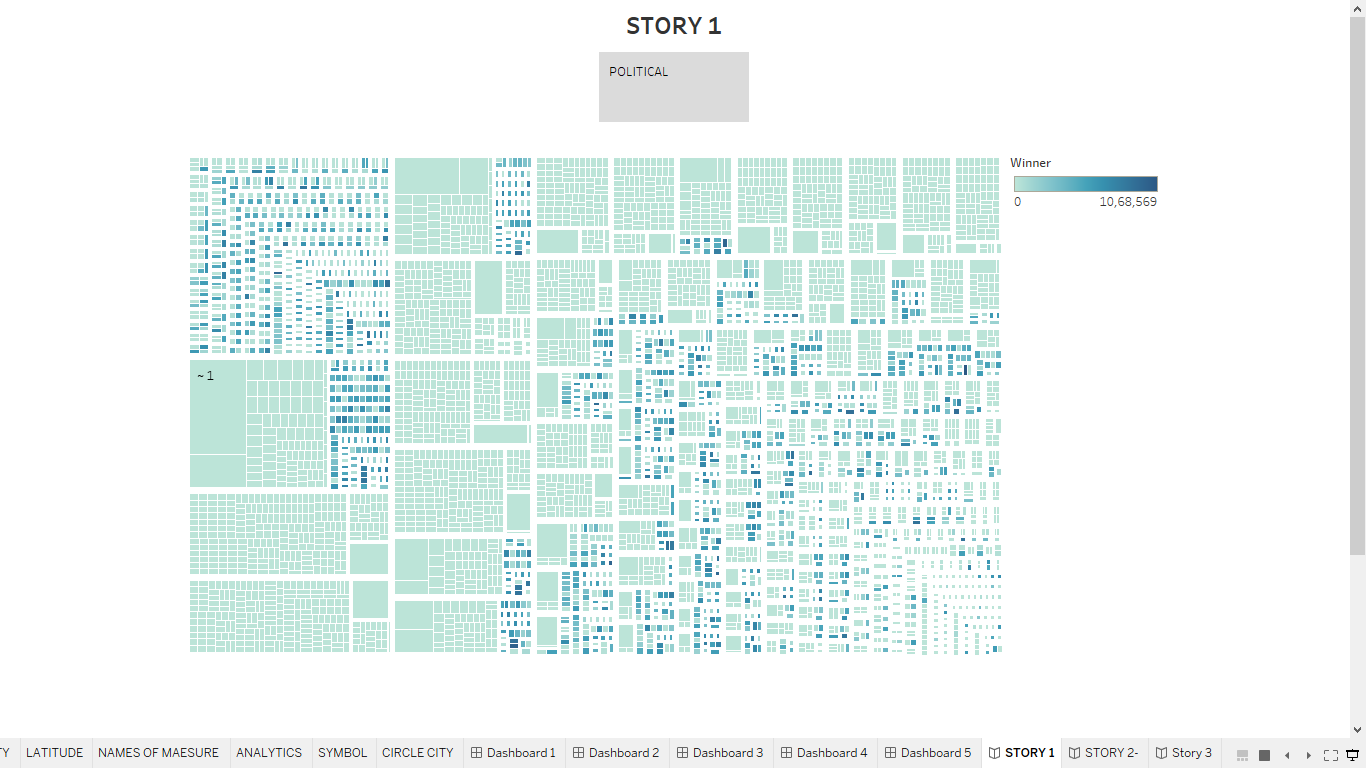 STORY 1
POLITICAL
Winner
0 10,68,569
~ 1
TY LATITUDE NAMES OF MAESURE ANALYTICS SYMBOL CIRCLE CITY Dashboard 1 Dashboard 2 Dashboard 3 Dashboard 4 Dashboard 5 STORY 1 STORY 2- Story 3